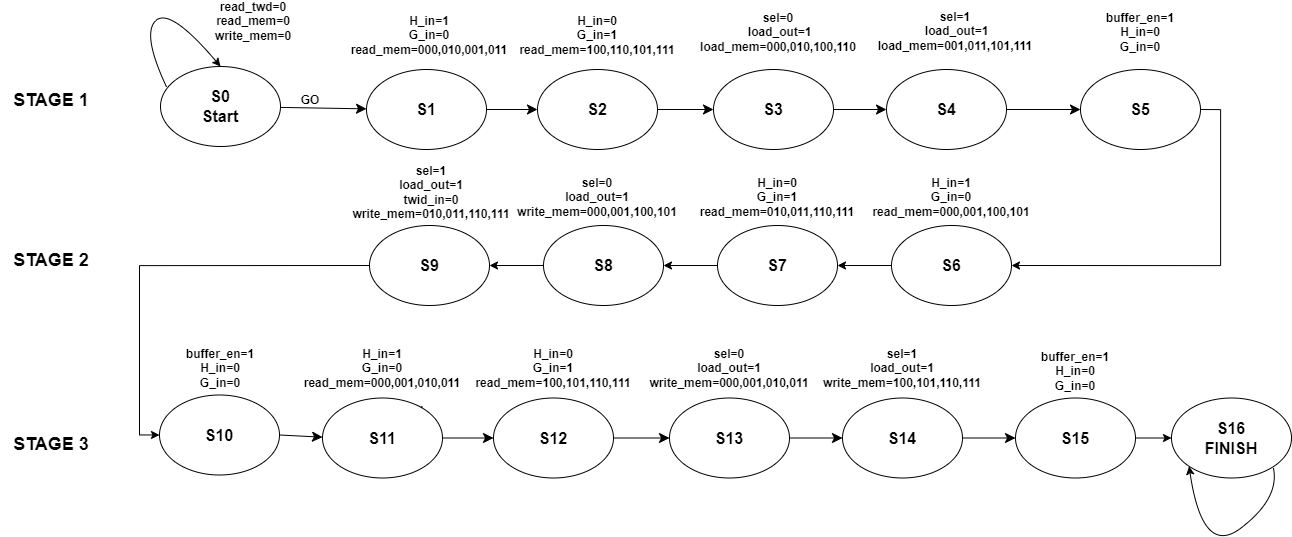 read_twd=0
read_mem=0
write_mem=0
H_in=1
G_in=0
read_mem=000,010,001,011
H_in=0
G_in=1
read_mem=100,110,101,111
sel=0
load_out=1
load_mem=000,010,100,110
sel=1
load_out=1
load_mem=001,011,101,111
buffer_en=1
H_in=0
G_in=0
STAGE 1
S0
Start
GO
S1
S2
S3
S4
S5
sel=1
load_out=1
twid_in=0
write_mem=010,011,110,111
sel=0
load_out=1
write_mem=000,001,100,101
H_in=0
G_in=1
read_mem=010,011,110,111
H_in=1
G_in=0
read_mem=000,001,100,101
STAGE 2
S9
S8
S7
S6
buffer_en=1
H_in=0
G_in=0
H_in=1
G_in=0
read_mem=000,001,010,011
H_in=0
G_in=1
read_mem=100,101,110,111
sel=0
load_out=1
write_mem=000,001,010,011
sel=1
load_out=1
write_mem=100,101,110,111
buffer_en=1
H_in=0
G_in=0
STAGE 3
S10
S11
S12
S13
S14
S15
S16
FINISH